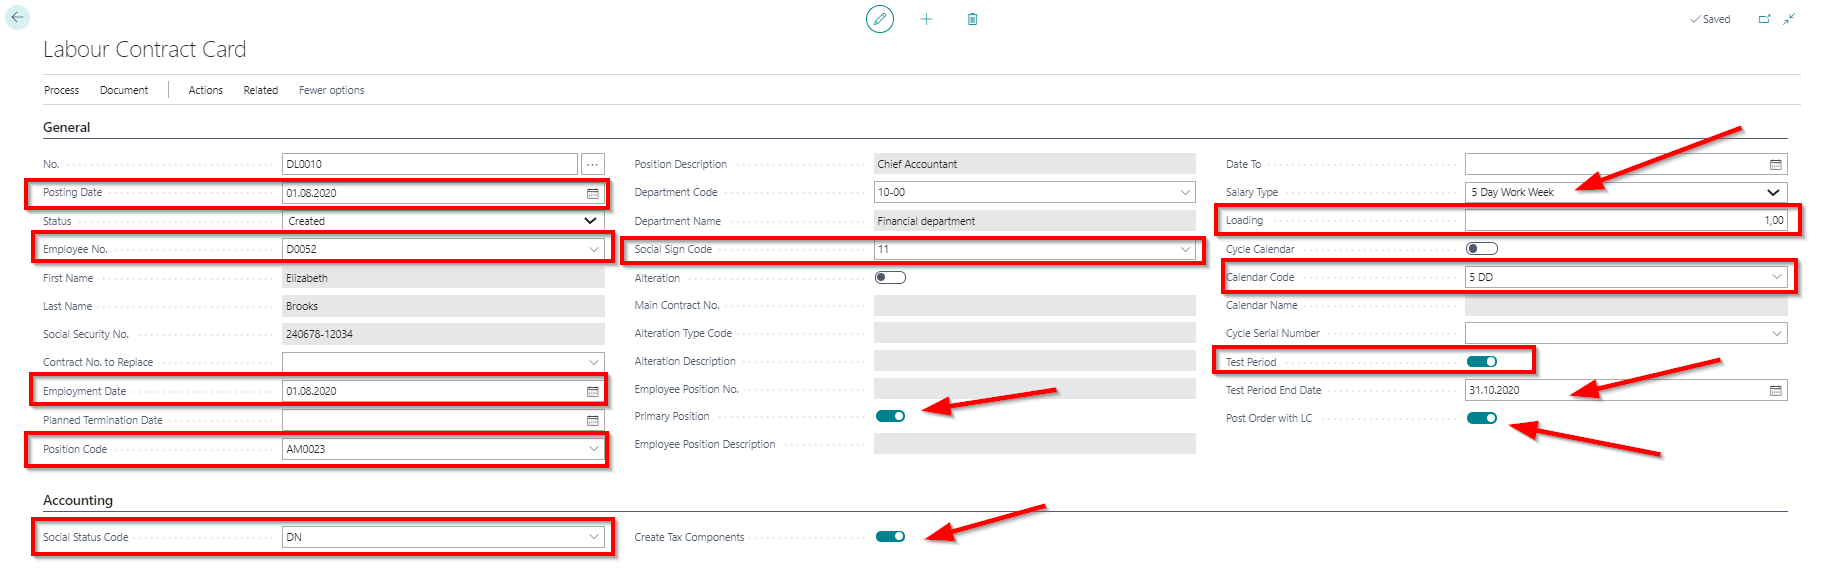 Saved
Labour Contract Card
Process Document Actions Related Fewer options
General
No. DL0010 ...
Posting Date 01.08.2020
Status Created
Employee No. D0052
First Name Elizabeth
Last Name Brooks
Social Security No. 240678-12034
Contract No. to Replace
Employment Date 01.08.2020
Planned Termination Date
Position Code AM0023
Position Description Chief Accountant
Department Code 10-00
Department Name Financial department
Social Sign Code 11
Alteration
Main Contract No.
Alteration Type Code
Alteration Description
Employee Position No.
Primary Position
Employee Position Description
Date To
Salary Type 5 Day Work Week
Loading 1,00
Cycle Calendar
Calendar Code 5 DD
Calendar Name
Cycle Serial Number
Test Period
Test Period End Date 31.10.2020
Post Order with LC
Accounting
Social Status Code DN
Create Tax Components